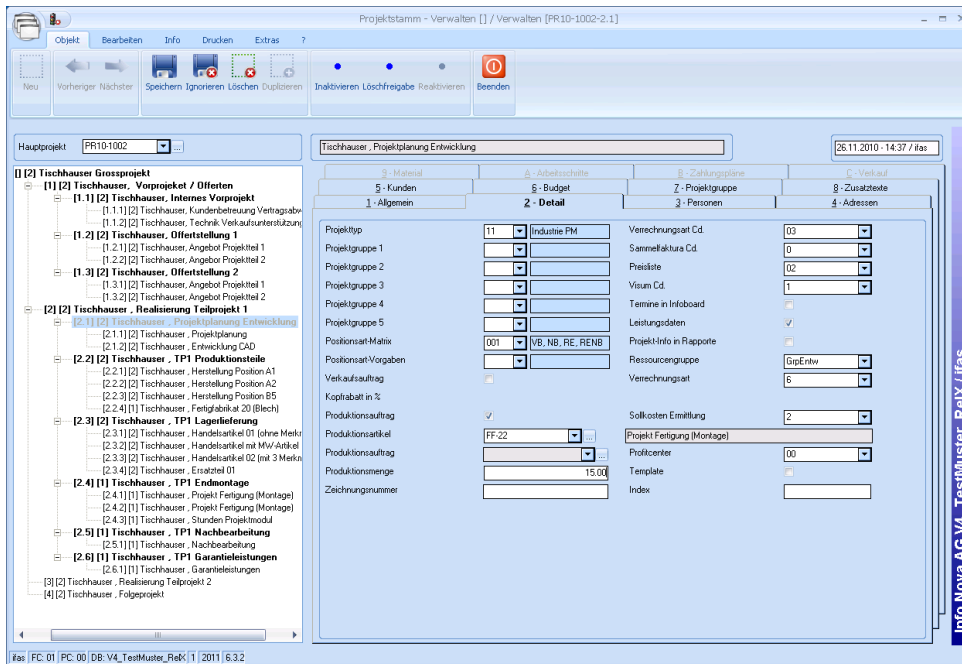 Projektstamm - Verwalten [] / Verwalten [PR10-1002-2.1]
Objekt Bearbeiten Info Drucken Extras ?
Neu Vorheriger Nächster Speichern Ignorieren Löschen Duplizieren Inaktivieren Löschfreigabe Reaktivieren Beenden
Hauptprojekt PR10-1002 ...
Tischhauser , Projektplanung Entwicklung
26.11.2010 - 14:37 / ifas
[] [2] Tischhauser Grossprojekt
[1] [2] Tischhauser, Vorprojeket / Offerten
[1.1] [2] Tischhauser, Internes Vorprojekt
[1.1.1] [2] Tischhauser, Kundenbetreuung Vertragsabw
[1.1.2] [2] Tischhauser, Technik Verkaufsunterstützung
[1.2] [2] Tischhauser, Offertstellung 1
[1.2.1] [2] Tischhauser, Angebot Projektteil 1
[1.2.2] [2] Tischhauser, Angebot Projektteil 2
[1.3] [2] Tischhauser, Offertstellung 2
[1.3.1] [2] Tischhauser, Angebot Projektteil 1
[1.3.2] [2] Tischhauser, Angebot Projektteil 2
[2] [2] Tischhauser , Realisierung Teilprojekt 1
[2.1] [2] Tischhauser , Projektplanung Entwicklung
[2.1.1] [2] Tischhauser , Projektplanung
[2.1.2] [2] Tischhauser , Entwicklung CAD
[2.2] [2] Tischhauser , TP1 Produktionsteile
[2.2.1] [2] Tischhauser , Herstellung Position A1
[2.2.2] [2] Tischhauser , Herstellung Position A2
[2.2.3] [2] Tischhauser , Herstellung Position B5
[2.2.4] [1] Tischhauser , Fertigfabrikat 20 (Blech)
[2.3] [2] Tischhauser , TP1 Lagerlieferung
[2.3.1] [2] Tischhauser , Handelsartikel 01 (ohne Merkn
[2.3.2] [2] Tischhauser , Handelsartikel mit MW-Artikel
[2.3.3] [2] Tischhauser , Handelsartikel 02 (mit 3 Merkn
[2.3.4] [2] Tischhauser , Ersatzteil 01
[2.4] [1] Tischhauser , TP1 Endmontage
[2.4.1] [1] Tischhauser , Projekt Fertigung (Montage)
[2.4.2] [1] Tischhauser , Projekt Fertigung (Montage)
[2.4.3] [1] Tischhauser , Stunden Projektmodul
[2.5] [1] Tischhauser , TP1 Nachbearbeitung
[2.5.1] [1] Tischhauser , Nachbearbeitung
[2.6] [1] Tischhauser , TP1 Garantieleistungen
[2.6.1] [1] Tischhauser , Garantieleistungen
[3] [2] Tischhauser , Realisierung Teilprojekt 2
[4] [2] Tischhauser , Folgeprojekt
9 - Material A - Arbeitsschritte B - Zahlungspläne C - Verkauf
5 - Kunden 6 - Budget 7 - Projektgruppe 8 - Zusatztexte
1 - Allgemein 2 - Detail 3 - Personen 4 - Adressen
Projekttyp 11 Industrie PM Verrechnungsart Cd. 03
Projektgruppe 1 Sammelfaktura Cd. 0
Projektgruppe 2 Preisliste 02
Projektgruppe 3 Visum Cd. 1
Projektgruppe 4 Termine in Infoboard
Projektgruppe 5 Leistungsdaten
Positionsart-Matrix 001 VB, NB, RE, RENB Projekt-Info in Rapporte
Positionsart-Vorgaben Ressourcengruppe GrpEntw
Verkaufsauftrag Verrechnungsart 6
Kopfrabatt in %
Produktionsauftrag Sollkosten Ermittlung 2
Produktionsartikel FF-22 ... Projekt Fertigung (Montage)
Produktionsauftrag ... Profitcenter 00
Produktionsmenge 15.00 Template
Zeichnungsnummer Index
Info Nova AG V4_TestMuster_RelX / ifas
ifas FC: 01 PC: 00 DB: V4_TestMuster_RelX 1 2011 6.3.2